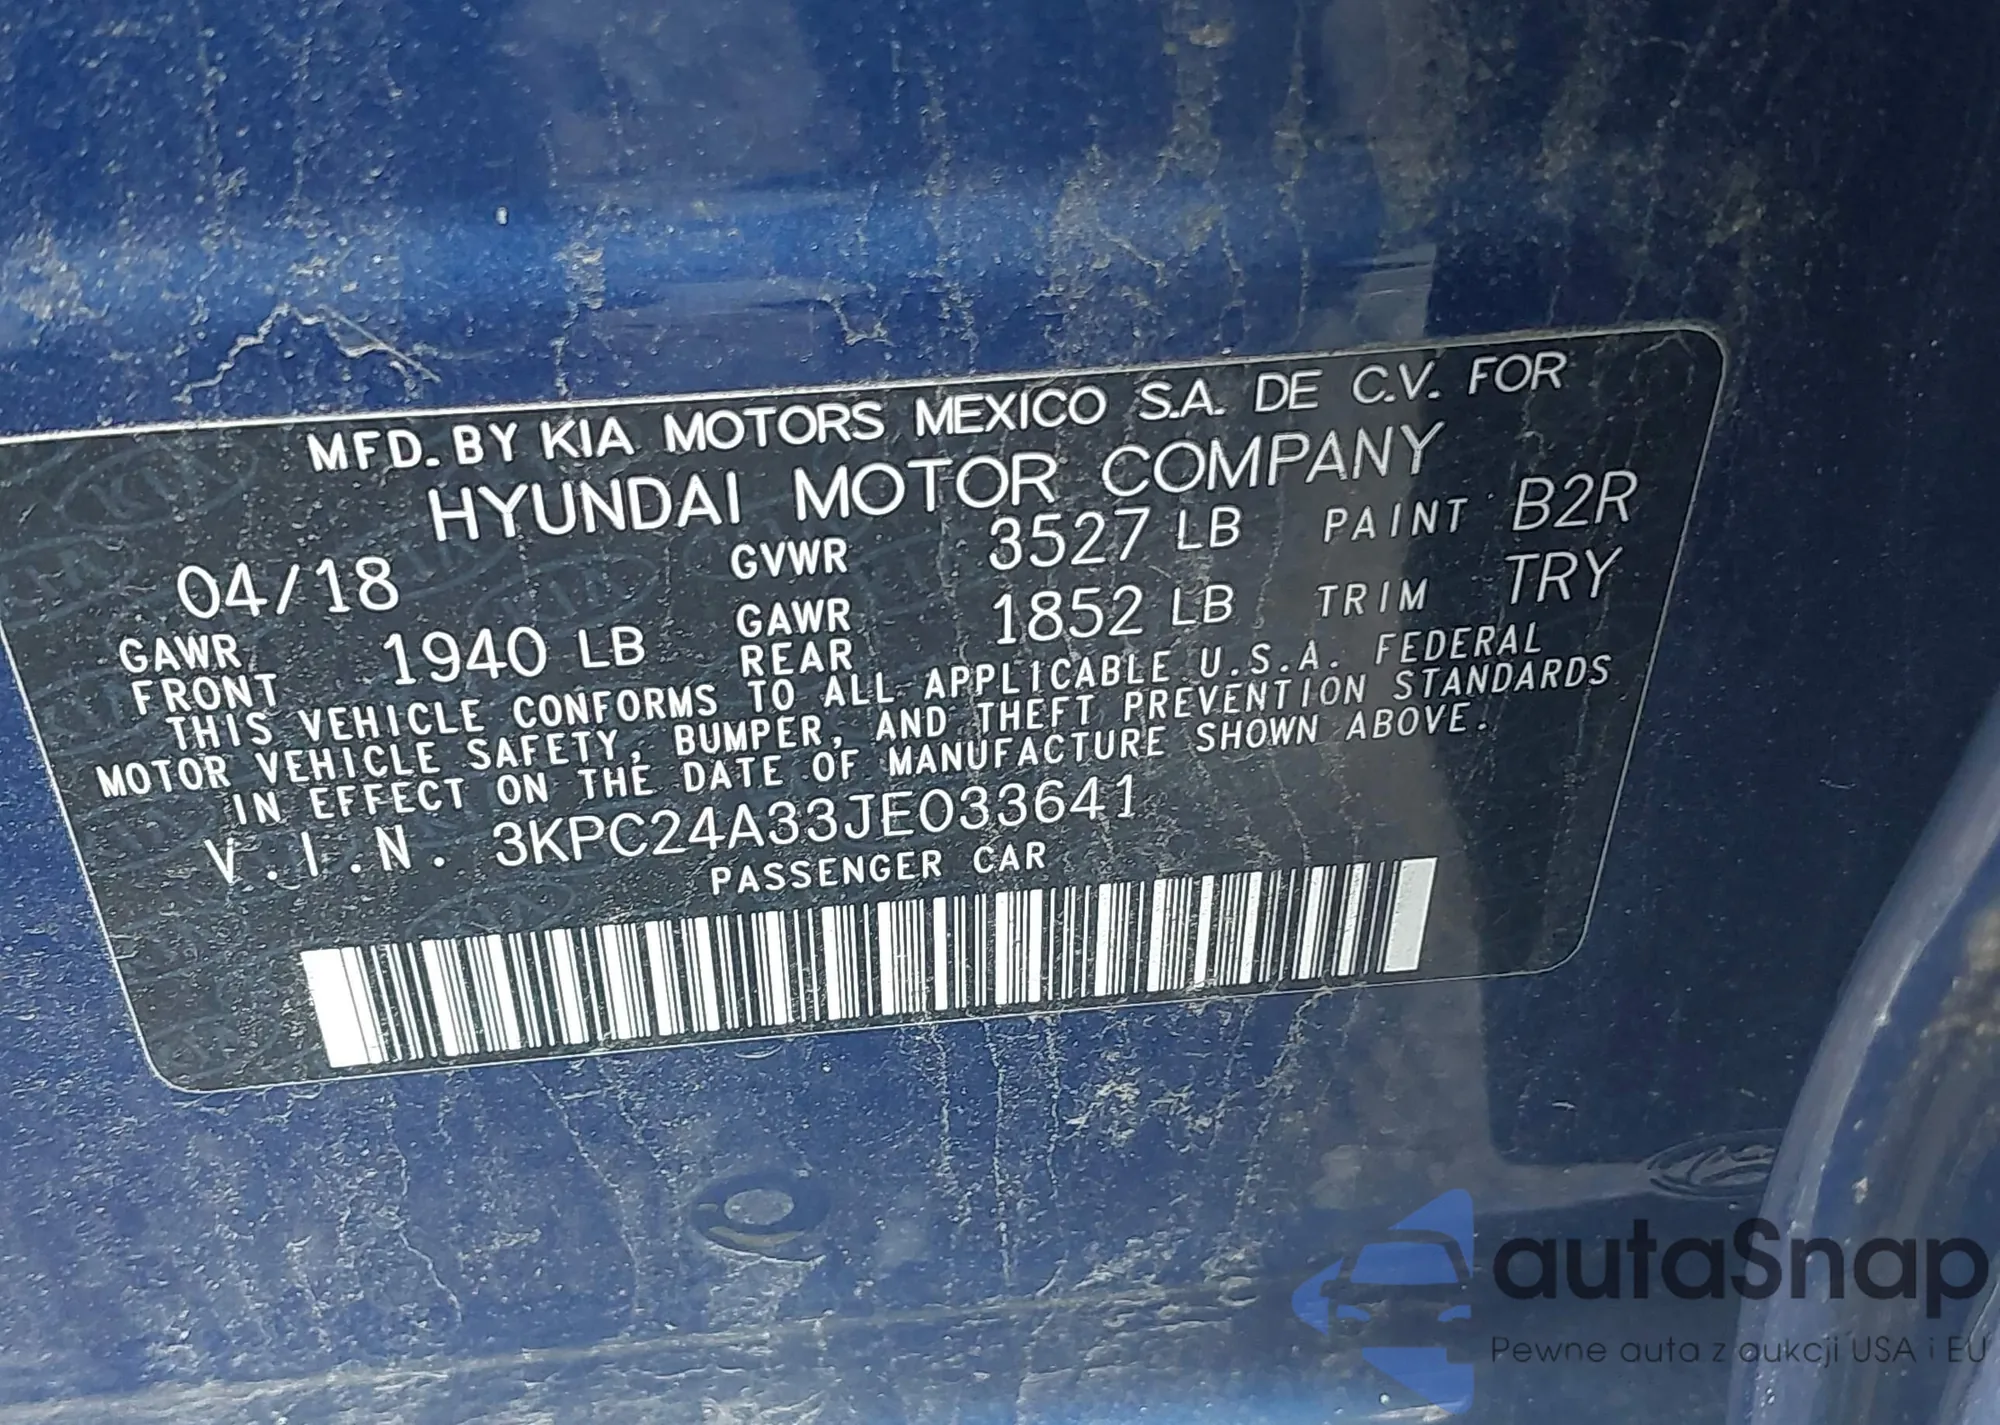 MFD. BY KIA MOTORS MEXICO S.A. DE C.V. FOR
HYUNDAI MOTOR COMPANY
04/18 GVWR 3527 LB PAINT B2R
GAWR FRONT 1940 LB GAWR REAR 1852 LB TRIM TRY
THIS VEHICLE CONFORMS TO ALL APPLICABLE U.S.A. FEDERAL
MOTOR VEHICLE SAFETY, BUMPER, AND THEFT PREVENTION STANDARDS
IN EFFECT ON THE DATE OF MANUFACTURE SHOWN ABOVE.
V.I.N. 3KPC24A33JE033641
PASSENGER CAR
autaSnap
Pewne auta z aukcji USA i EU